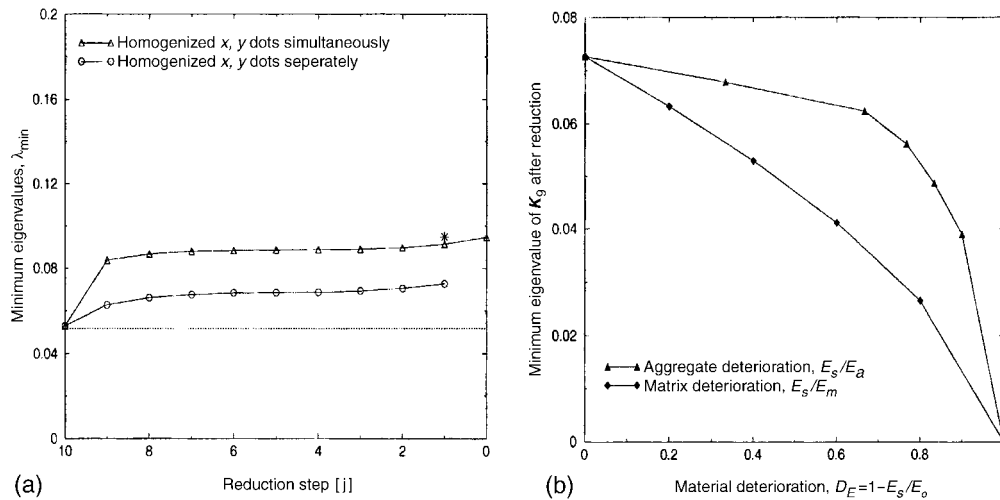 0.2
0.16
0.12
0.08
0.04
0
10
8
6
4
2
0
Minimum eigenvalues, λmin
Homogenized x, y dots simultaneously
Homogenized x, y dots seperately
*
Reduction step [ j ]
(a)
0.08
0.06
0.04
0.02
0
0
0.2
0.4
0.6
0.8
Minimum eigenvalue of K9 after reduction
Aggregate deterioration, Es/Ea
Matrix deterioration, Es/Em
Material deterioration, DE=1−Es/Eo
(b)